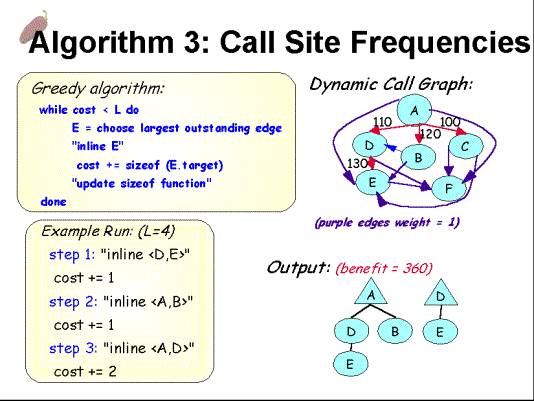 Algorithm 3: Call Site Frequencies
Greedy algorithm:
while cost < L do
E = choose largest outstanding edge
"inline E"
cost += sizeof (E.target)
"update sizeof function"
done
Example Run: (L=4)
step 1: "inline <D,E>"
cost += 1
step 2: "inline <A,B>"
cost += 1
step 3: "inline <A,D>"
cost += 2
Dynamic Call Graph:
A
110
120
100
D
B
C
130
E
F
(purple edges weight = 1)
Output: (benefit = 360)
A
D
D
B
E
E